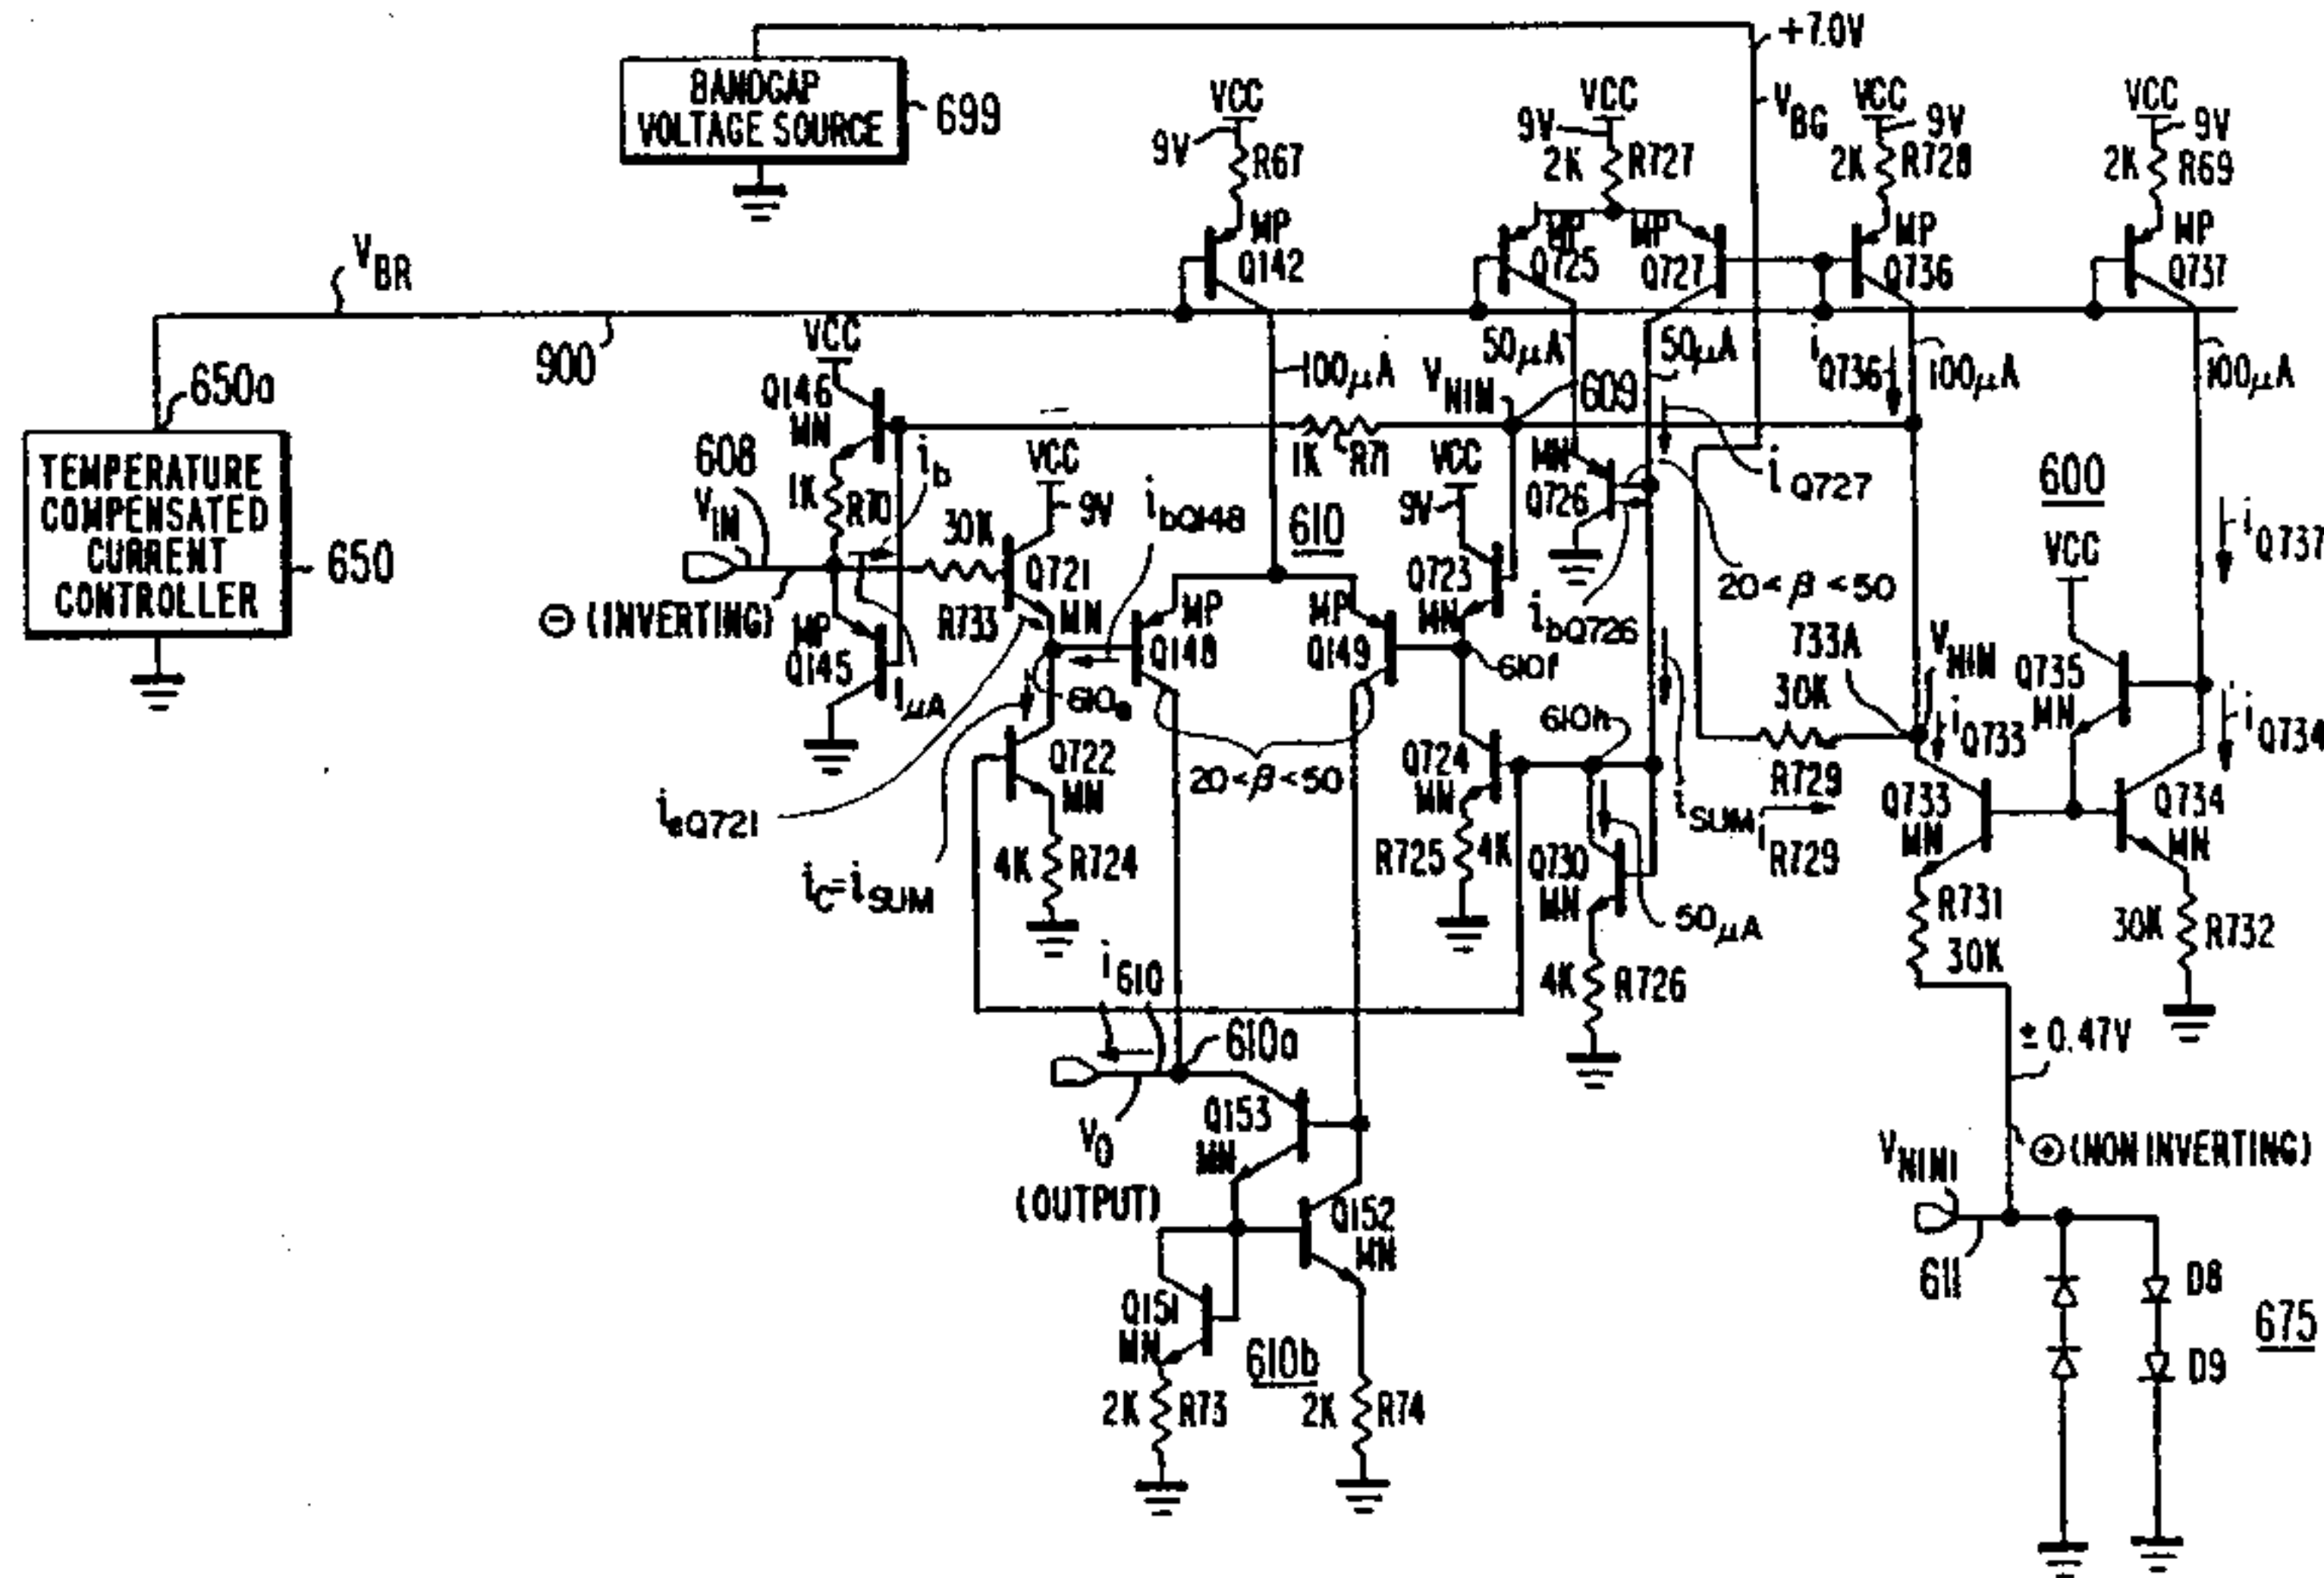 +7.0V
BANDGAP
VOLTAGE SOURCE
699
VCC
9V
R67
MP
Q142
VCC
9V
2K
R727
MP
Q725
MP
Q727
VBG
VCC
9V
2K
R728
MP
Q736
VCC
9V
2K
R69
MP
Q737
VBR
900
650a
TEMPERATURE
COMPENSATED
CURRENT
CONTROLLER
650
VCC
Q146
MN
100μA
50μA
50μA
iQ736
100μA
100μA
VNIN
609
608
VIN
1K
R70
ib
1K
R71
VCC
9V
30K
R733
Q721
MN
ibQ148
610
VCC
9V
Q723
MN
MN
Q726
iQ727
600
iQ737
20<β<50
ibQ726
⊖ (INVERTING)
MP
Q145
1μA
MP
Q148
MP
Q149
610f
610g
733A
VNIN
30K
R729
iQ733
VCC
Q735
MN
iQ734
Q722
MN
20<β<50
Q724
MN
610h
iSUM
iR729
Q733
MN
Q734
MN
ieQ721
iC=iSUM
4K
R724
R725
4K
Q730
MN
50μA
R731
30K
30K
R732
i610
610a
4K
R726
± 0.47V
VO
(OUTPUT)
Q153
MN
Q152
MN
VNIN1
⊕ (NON INVERTING)
611
Q151
MN
610b
D8
D9
675
2K
R73
2K
R74